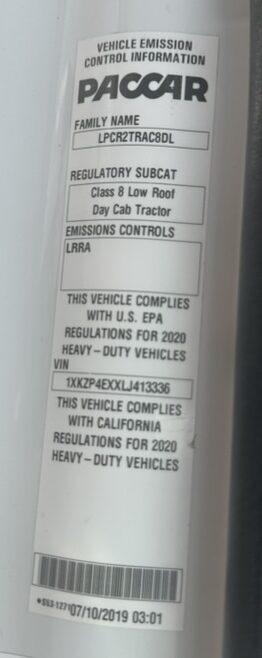 VEHICLE EMISSION
CONTROL INFORMATION
PACCAR
FAMILY NAME
LPCR2TRAC8DL
REGULATORY SUBCAT
Class 8 Low Roof
Day Cab Tractor
EMISSIONS CONTROLS
LRRA
THIS VEHICLE COMPLIES
WITH U.S. EPA
REGULATIONS FOR 2020
HEAVY-DUTY VEHICLES
VIN
1XKZP4EXXLJ413336
THIS VEHICLE COMPLIES
WITH CALIFORNIA
REGULATIONS FOR 2020
HEAVY-DUTY VEHICLES
*S53-1271 07/10/2019 03:01